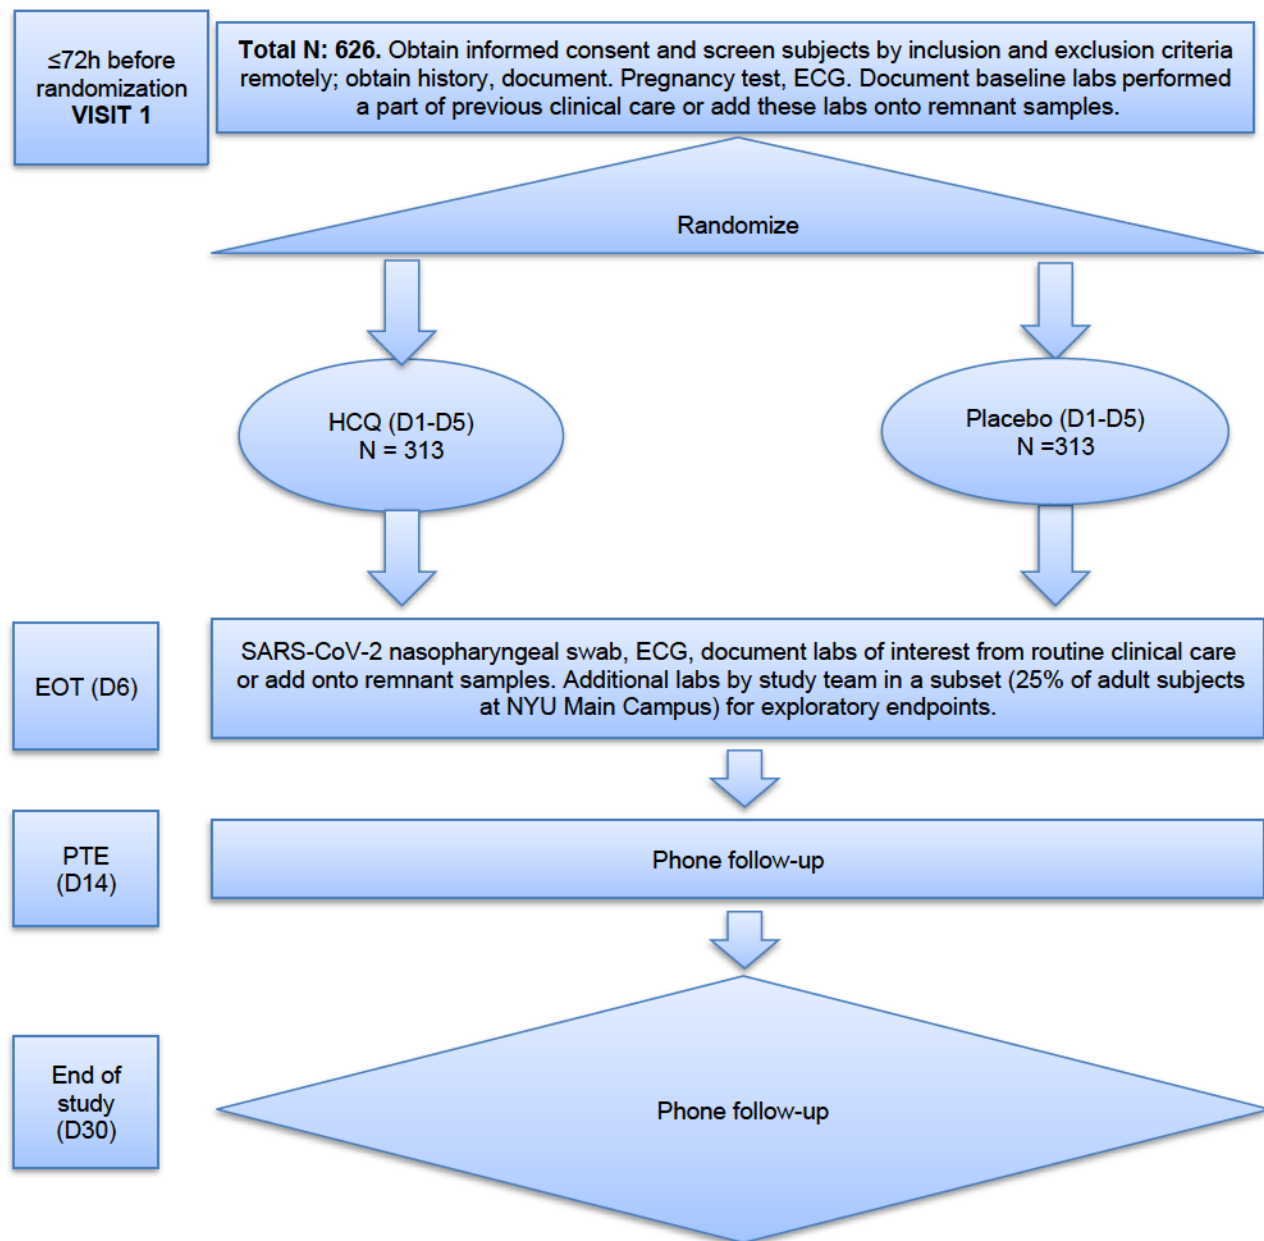 ≤72h before
randomization
VISIT 1
Total N: 626. Obtain informed consent and screen subjects by inclusion and exclusion criteria
remotely; obtain history, document. Pregnancy test, ECG. Document baseline labs performed
a part of previous clinical care or add these labs onto remnant samples.
Randomize
HCQ (D1-D5)
N = 313
Placebo (D1-D5)
N =313
EOT (D6)
SARS-CoV-2 nasopharyngeal swab, ECG, document labs of interest from routine clinical care
or add onto remnant samples. Additional labs by study team in a subset (25% of adult subjects
at NYU Main Campus) for exploratory endpoints.
PTE
(D14)
Phone follow-up
End of
study
(D30)
Phone follow-up